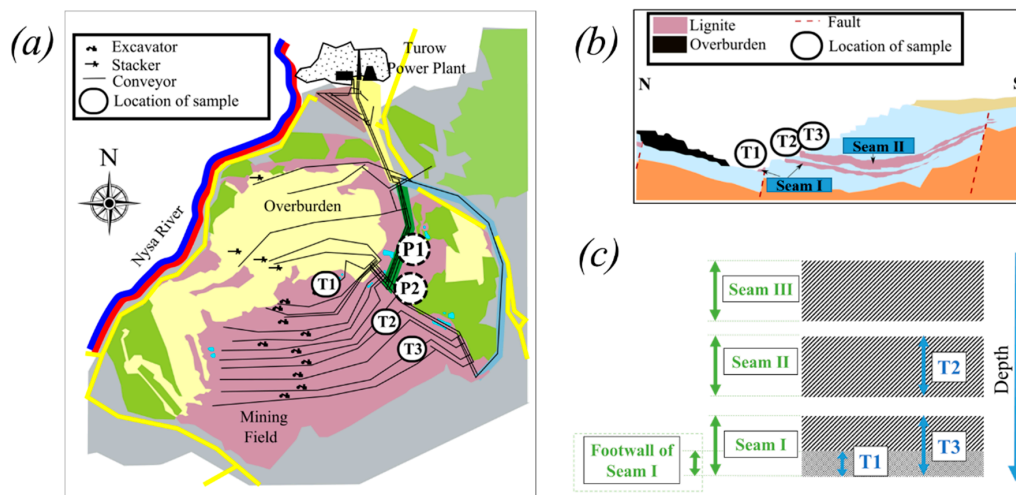 (a)
Excavator
Stacker
Conveyor
Location of sample
Turow
Power Plant
N
Nysa River
Overburden
P1
T1
P2
T2
T3
Mining
Field
(b)
Lignite
Overburden
Fault
Location of sample
N
S
T1
T2
T3
Seam II
Seam I
(c)
Seam III
Seam II
T2
Seam I
Footwall of
Seam I
T1
T3
Depth